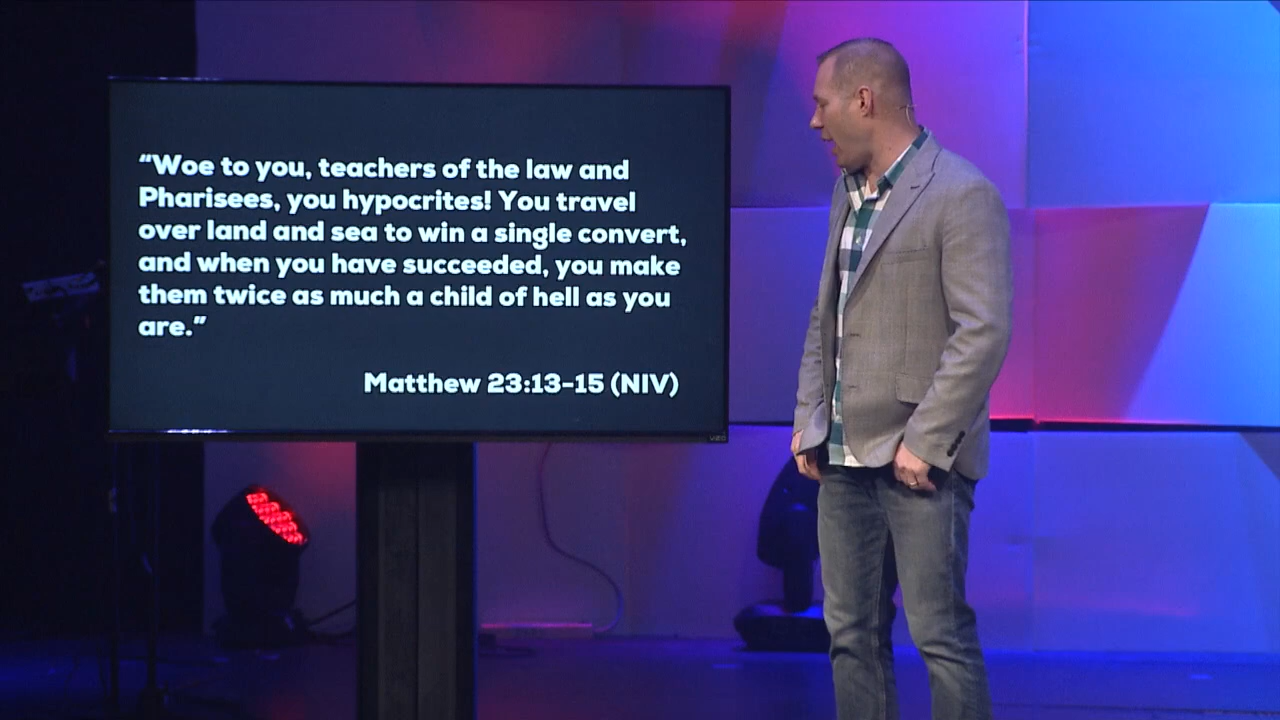 “Woe to you, teachers of the law and
Pharisees, you hypocrites! You travel
over land and sea to win a single convert,
and when you have succeeded, you make
them twice as much a child of hell as you
are.”
Matthew 23:13-15 (NIV)
VIZIO